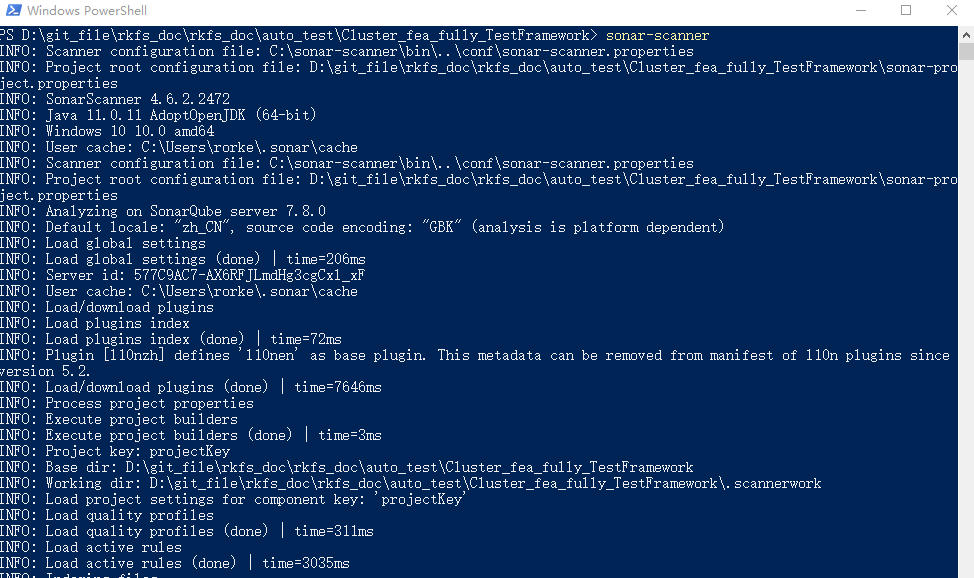 Windows PowerShell
PS D:\git_file\rkfs_doc\rkfs_doc\auto_test\Cluster_fea_fully_TestFramework> sonar-scanner
INFO: Scanner configuration file: C:\sonar-scanner\bin\..\conf\sonar-scanner.properties
INFO: Project root configuration file: D:\git_file\rkfs_doc\rkfs_doc\auto_test\Cluster_fea_fully_TestFramework\sonar-pro
ject.properties
INFO: SonarScanner 4.6.2.2472
INFO: Java 11.0.11 AdoptOpenJDK (64-bit)
INFO: Windows 10 10.0 amd64
INFO: User cache: C:\Users\rorke\.sonar\cache
INFO: Scanner configuration file: C:\sonar-scanner\bin\..\conf\sonar-scanner.properties
INFO: Project root configuration file: D:\git_file\rkfs_doc\rkfs_doc\auto_test\Cluster_fea_fully_TestFramework\sonar-pro
ject.properties
INFO: Analyzing on SonarQube server 7.8.0
INFO: Default locale: "zh_CN", source code encoding: "GBK" (analysis is platform dependent)
INFO: Load global settings
INFO: Load global settings (done) | time=206ms
INFO: Server id: 577C9AC7-AX6RFJLmdHg3cgCxl_xF
INFO: User cache: C:\Users\rorke\.sonar\cache
INFO: Load/download plugins
INFO: Load plugins index
INFO: Load plugins index (done) | time=72ms
INFO: Plugin [l10nzh] defines 'l10nen' as base plugin. This metadata can be removed from manifest of l10n plugins since
version 5.2.
INFO: Load/download plugins (done) | time=7646ms
INFO: Process project properties
INFO: Execute project builders
INFO: Execute project builders (done) | time=3ms
INFO: Project key: projectKey
INFO: Base dir: D:\git_file\rkfs_doc\rkfs_doc\auto_test\Cluster_fea_fully_TestFramework
INFO: Working dir: D:\git_file\rkfs_doc\rkfs_doc\auto_test\Cluster_fea_fully_TestFramework\.scannerwork
INFO: Load project settings for component key: 'projectKey'
INFO: Load quality profiles
INFO: Load quality profiles (done) | time=311ms
INFO: Load active rules
INFO: Load active rules (done) | time=3035ms
INFO: Indexing files